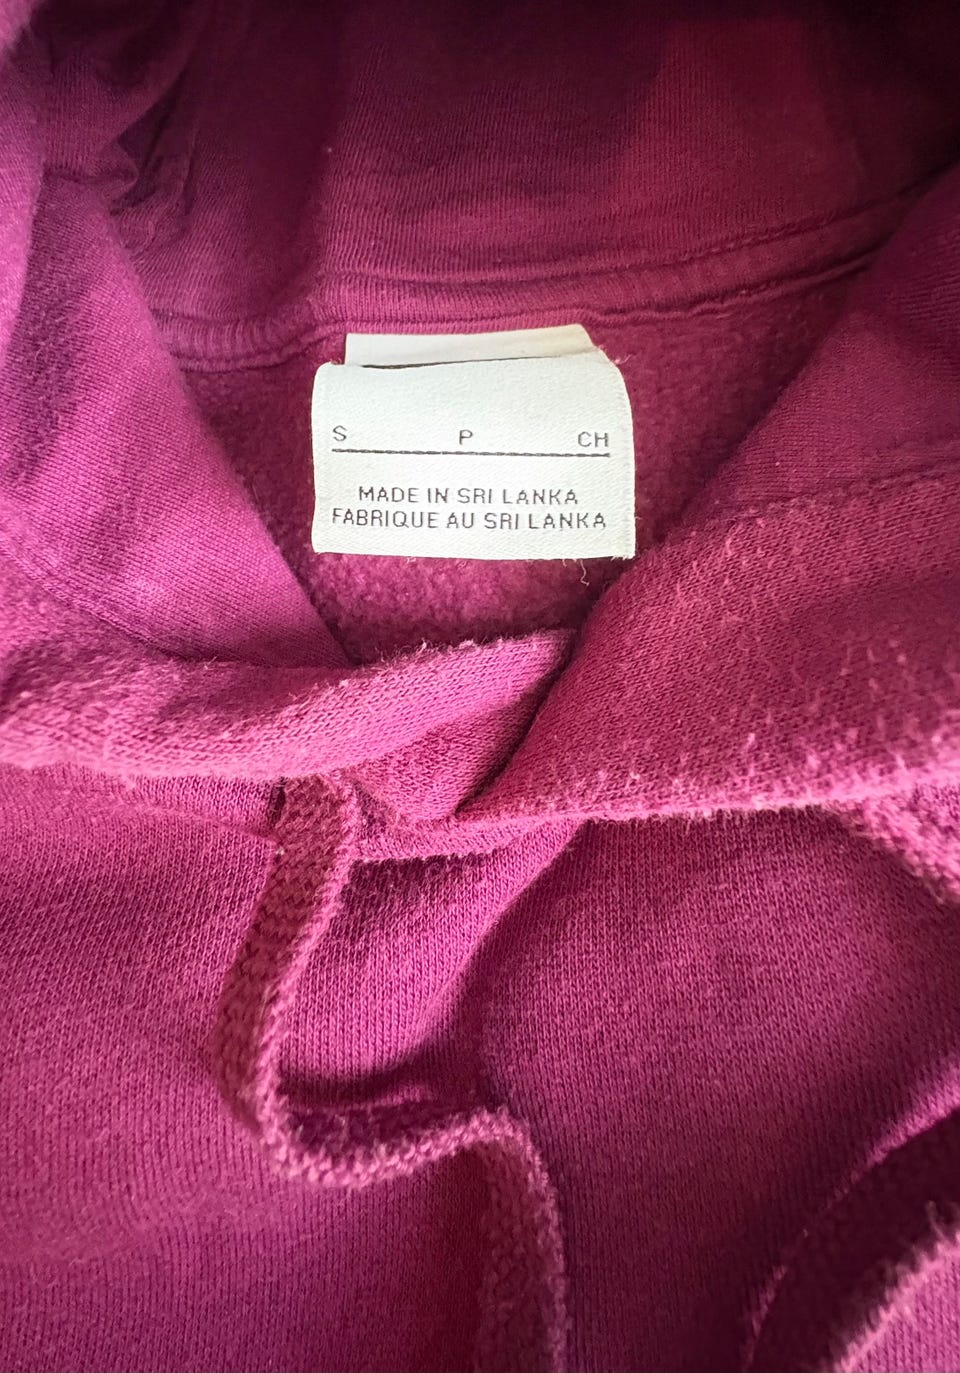 S P CH
MADE IN SRI LANKA
FABRIQUE AU SRI LANKA